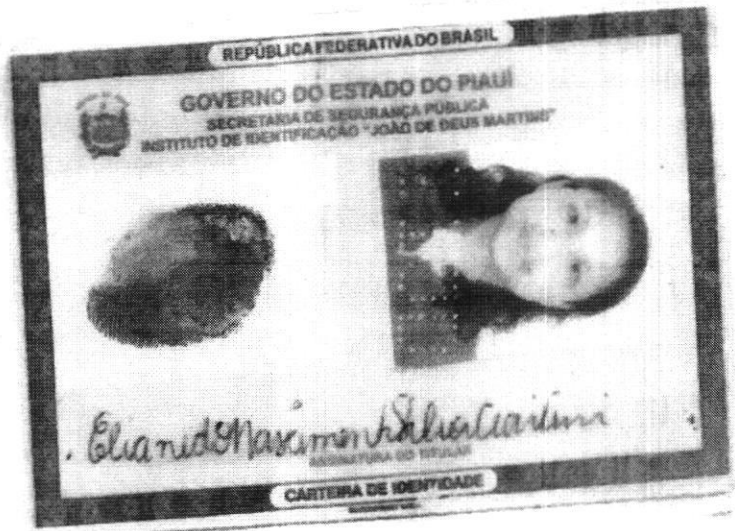 REPÚBLICA FEDERATIVA DO BRASIL
GOVERNO DO ESTADO DO PIAUÍ
SECRETARIA DE SEGURANÇA PÚBLICA
INSTITUTO DE IDENTIFICAÇÃO "JOÃO DE DEUS MARTINS"
Nascimento
ASSINATURA DO TITULAR
CARTEIRA DE IDENTIDADE